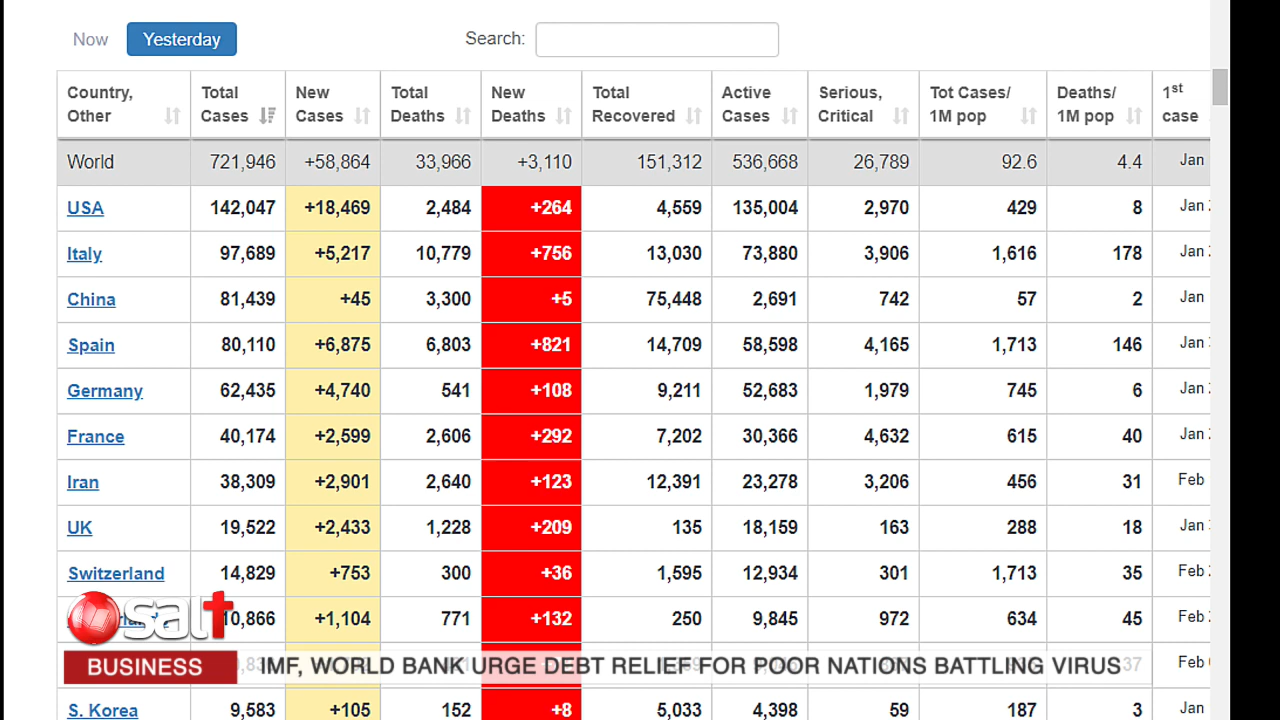 Now Yesterday Search:
Country, Total New Total New Total Active Serious, Tot Cases/ Deaths/ 1st
Other Cases Cases Deaths Deaths Recovered Cases Critical 1M pop 1M pop case
World 721,946 +58,864 33,966 +3,110 151,312 536,668 26,789 92.6 4.4 Jan
USA 142,047 +18,469 2,484 +264 4,559 135,004 2,970 429 8 Jan
Italy 97,689 +5,217 10,779 +756 13,030 73,880 3,906 1,616 178 Jan
China 81,439 +45 3,300 +5 75,448 2,691 742 57 2 Jan
Spain 80,110 +6,875 6,803 +821 14,709 58,598 4,165 1,713 146 Jan
Germany 62,435 +4,740 541 +108 9,211 52,683 1,979 745 6 Jan
France 40,174 +2,599 2,606 +292 7,202 30,366 4,632 615 40 Jan
Iran 38,309 +2,901 2,640 +123 12,391 23,278 3,206 456 31 Feb
UK 19,522 +2,433 1,228 +209 135 18,159 163 288 18 Jan
Switzerland 14,829 +753 300 +36 1,595 12,934 301 1,713 35 Feb
salt 10,866 +1,104 771 +132 250 9,845 972 634 45 Feb
BUSINESS IMF, WORLD BANK URGE DEBT RELIEF FOR POOR NATIONS BATTLING VIRUS 37 Feb
S. Korea 9,583 +105 152 +8 5,033 4,398 59 187 3 Jan